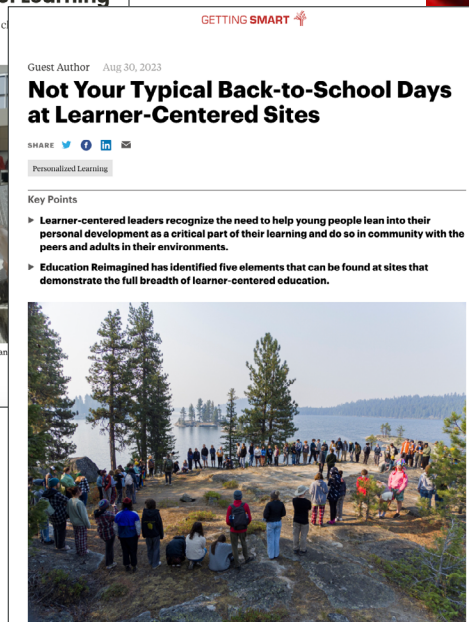 Learning
GETTING SMART
Guest Author Aug 30, 2023
Not Your Typical Back-to-School Days
at Learner-Centered Sites
SHARE
Personalized Learning
Key Points
Learner-centered leaders recognize the need to help young people lean into their
personal development as a critical part of their learning and do so in community with the
peers and adults in their environments.
Education Reimagined has identified five elements that can be found at sites that
demonstrate the full breadth of learner-centered education.